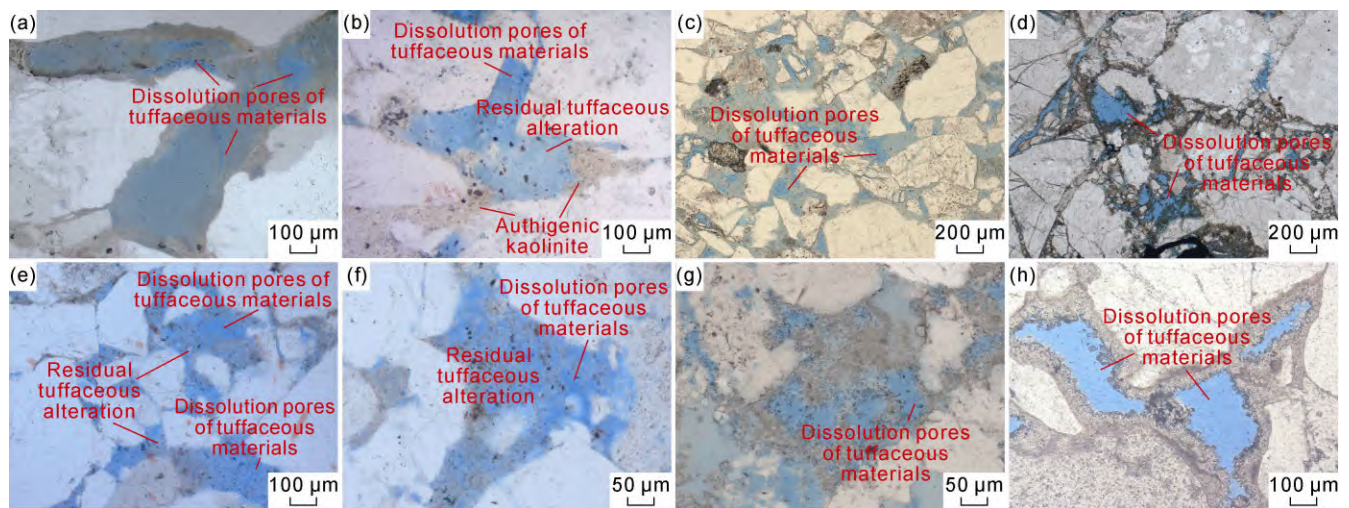 (a)
Dissolution pores of
tuffaceous materials
100 μm
(b)
Dissolution pores of
tuffaceous materials
Residual tuffaceous
alteration
Authigenic
kaolinite
100 μm
(c)
Dissolution pores
of tuffaceous
materials
200 μm
(d)
Dissolution pores
of tuffaceous
materials
200 μm
(e)
Dissolution pores of
tuffaceous materials
Residual
tuffaceous
alteration
Dissolution pores
of tuffaceous
materials
100 μm
(f)
Dissolution pores
of tuffaceous
materials
Residual
tuffaceous
alteration
50 μm
(g)
Dissolution pores
of tuffaceous
materials
50 μm
(h)
Dissolution pores
of tuffaceous
materials
100 μm